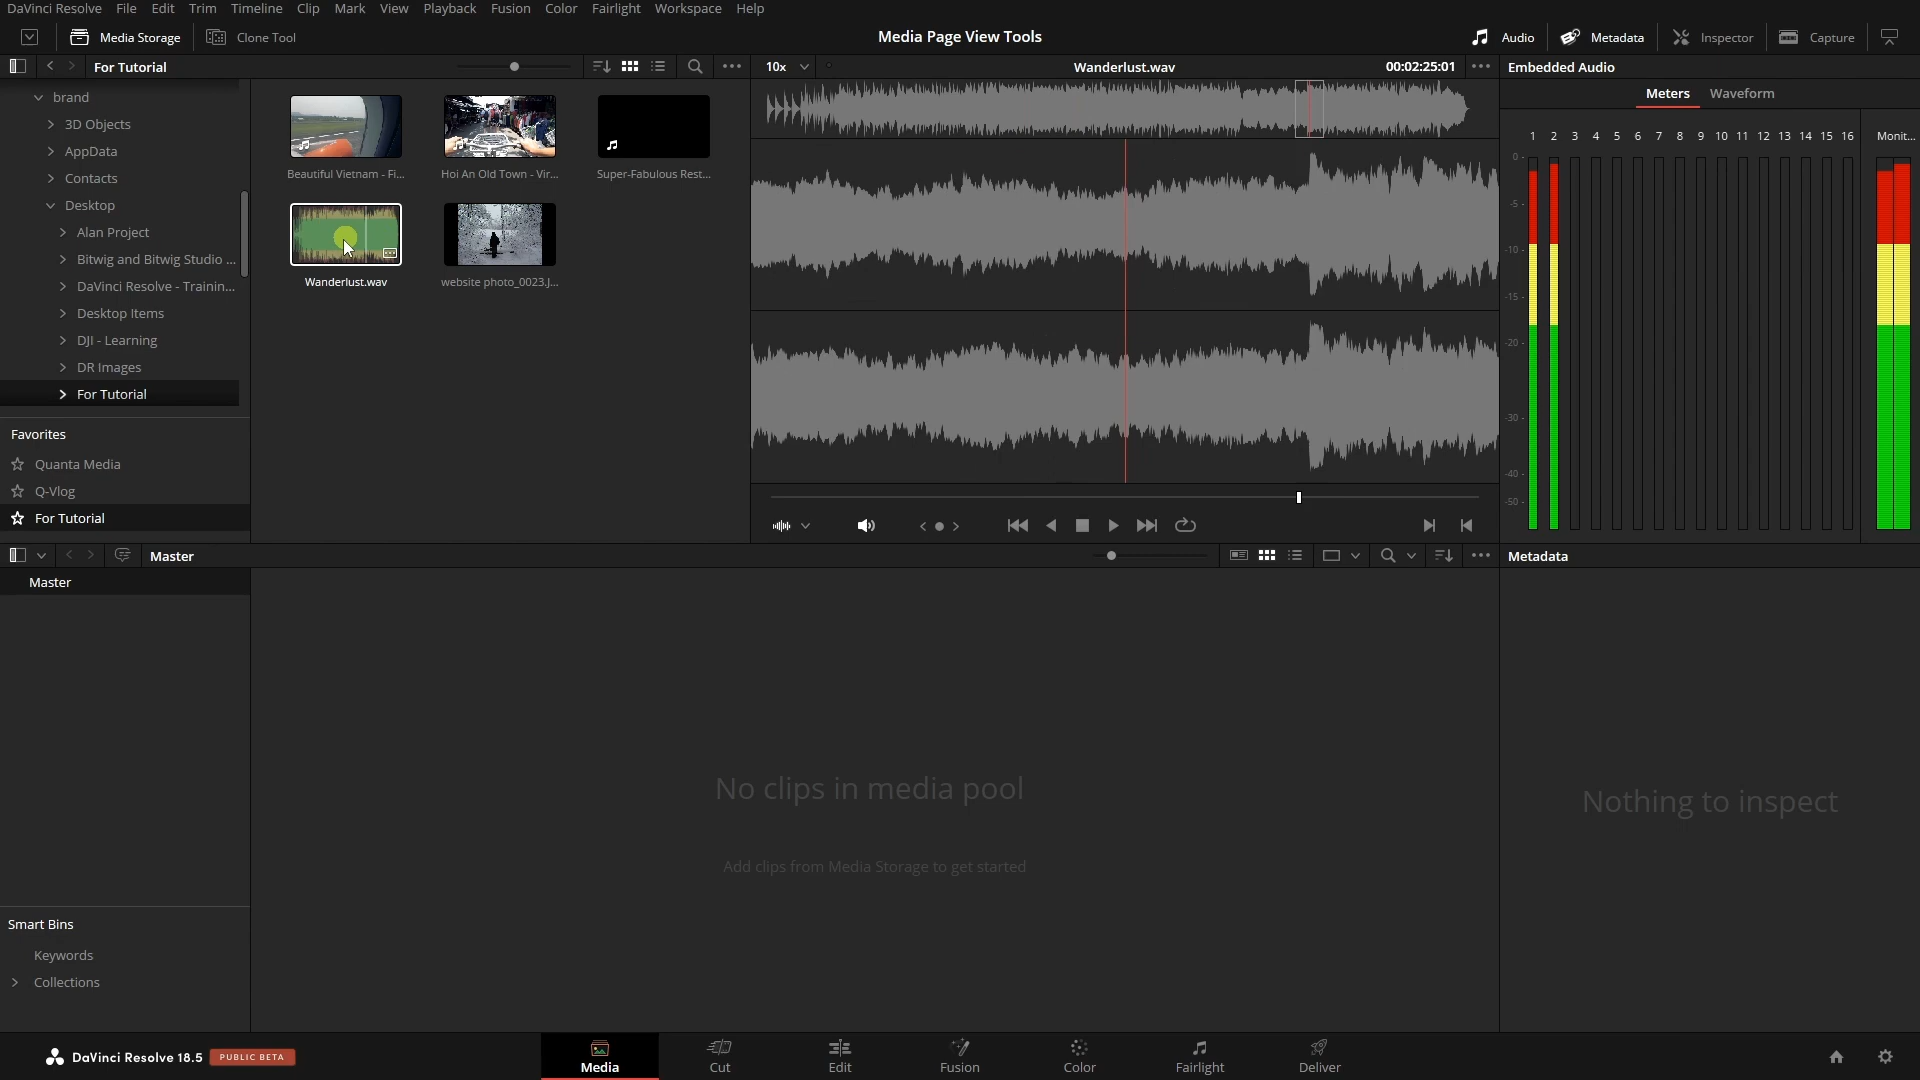 DaVinci Resolve File Edit Trim Timeline Clip Mark View Playback Fusion Color Fairlight Workspace Help
Media Storage Clone Tool
Media Page View Tools
Audio Metadata Inspector Capture
For Tutorial
10x
Wanderlust.wav
00:02:25:01
Embedded Audio
brand
3D Objects
AppData
Contacts
Desktop
Alan Project
Bitwig and Bitwig Studio ...
DaVinci Resolve - Trainin...
Desktop Items
DJI - Learning
DR Images
For Tutorial
Beautiful Vietnam - Fi...
Hoi An Old Town - Vir...
Super-Fabulous Rest...
Wanderlust.wav
website photo_0023.J...
Meters Waveform
1 2 3 4 5 6 7 8 9 10 11 12 13 14 15 16 Monit...
0
-5
-10
-15
-20
-30
-40
-50
Favorites
Quanta Media
Q-Vlog
For Tutorial
Master
Metadata
Master
No clips in media pool
Add clips from Media Storage to get started
Nothing to inspect
Smart Bins
Keywords
Collections
DaVinci Resolve 18.5 PUBLIC BETA
Media Cut Edit Fusion Color Fairlight Deliver